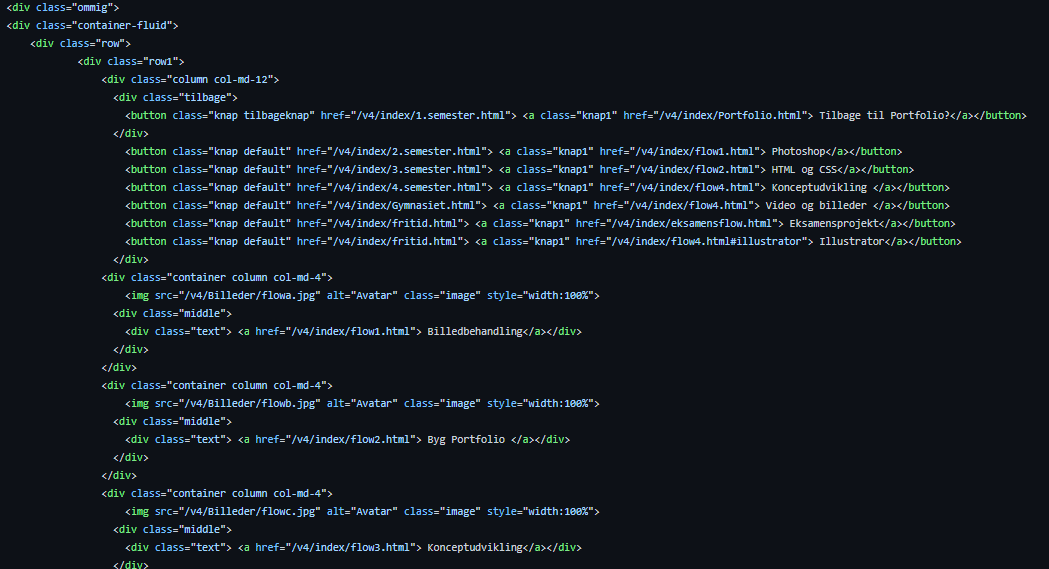 <div class="ommig">
<div class="container-fluid">
    <div class="row">
            <div class="row1">
                <div class="column col-md-12">
                  <div class="tilbage">
                    <button class="knap tilbageknap" href="/v4/index/1.semester.html"> <a class="knap1" href="/v4/index/Portfolio.html"> Tilbage til Portfolio?</a></button>
                  </div>
                    <button class="knap default" href="/v4/index/2.semester.html"> <a class="knap1" href="/v4/index/flow1.html"> Photoshop</a></button>
                    <button class="knap default" href="/v4/index/3.semester.html"> <a class="knap1" href="/v4/index/flow2.html"> HTML og CSS</a></button>
                    <button class="knap default" href="/v4/index/4.semester.html"> <a class="knap1" href="/v4/index/flow4.html"> Konceptudvikling </a></button>
                    <button class="knap default" href="/v4/index/Gymnasiet.html"> <a class="knap1" href="/v4/index/flow4.html"> Video og billeder </a></button>
                    <button class="knap default" href="/v4/index/fritid.html"> <a class="knap1" href="/v4/index/eksamensflow.html"> Eksamensprojekt</a></button>
                    <button class="knap default" href="/v4/index/fritid.html"> <a class="knap1" href="/v4/index/flow4.html#illustrator"> Illustrator</a></button>
                  </div>
                <div class="container column col-md-4">
                    <img src="/v4/Billeder/flowa.jpg" alt="Avatar" class="image" style="width:100%">
                  <div class="middle">
                    <div class="text"> <a href="/v4/index/flow1.html"> Billedbehandling</a></div>
                  </div>
                </div>
                <div class="container column col-md-4">
                    <img src="/v4/Billeder/flowb.jpg" alt="Avatar" class="image" style="width:100%">
                  <div class="middle">
                    <div class="text"> <a href="/v4/index/flow2.html"> Byg Portfolio </a></div>
                  </div>
                </div>
                <div class="container column col-md-4">
                    <img src="/v4/Billeder/flowc.jpg" alt="Avatar" class="image" style="width:100%">
                  <div class="middle">
                    <div class="text"> <a href="/v4/index/flow3.html"> Konceptudvikling</a></div>
                  </div>